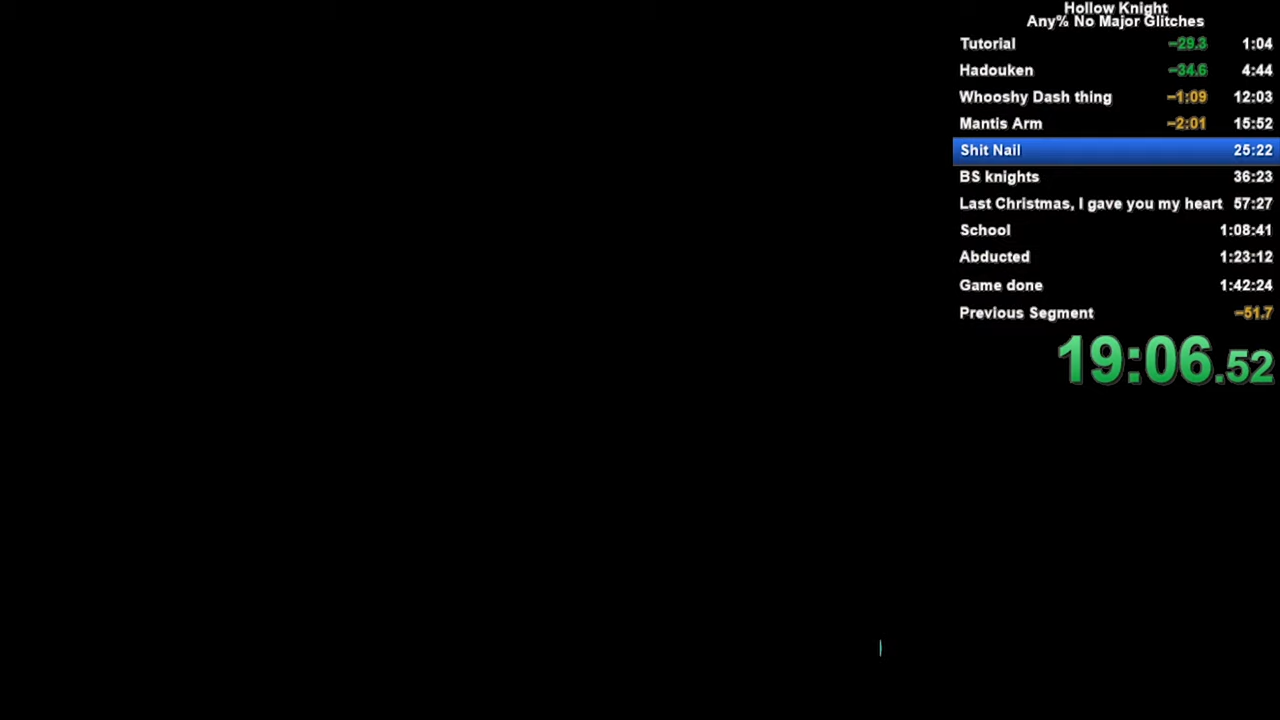 Hollow Knight
Any% No Major Glitches
Tutorial −29.3 1:04
Hadouken −34.6 4:44
Whooshy Dash thing −1:09 12:03
Mantis Arm −2:01 15:52
Shit Nail 25:22
BS knights 36:23
Last Christmas, I gave you my heart 57:27
School 1:08:41
Abducted 1:23:12
Game done 1:42:24
Previous Segment −51.7
19:06.52